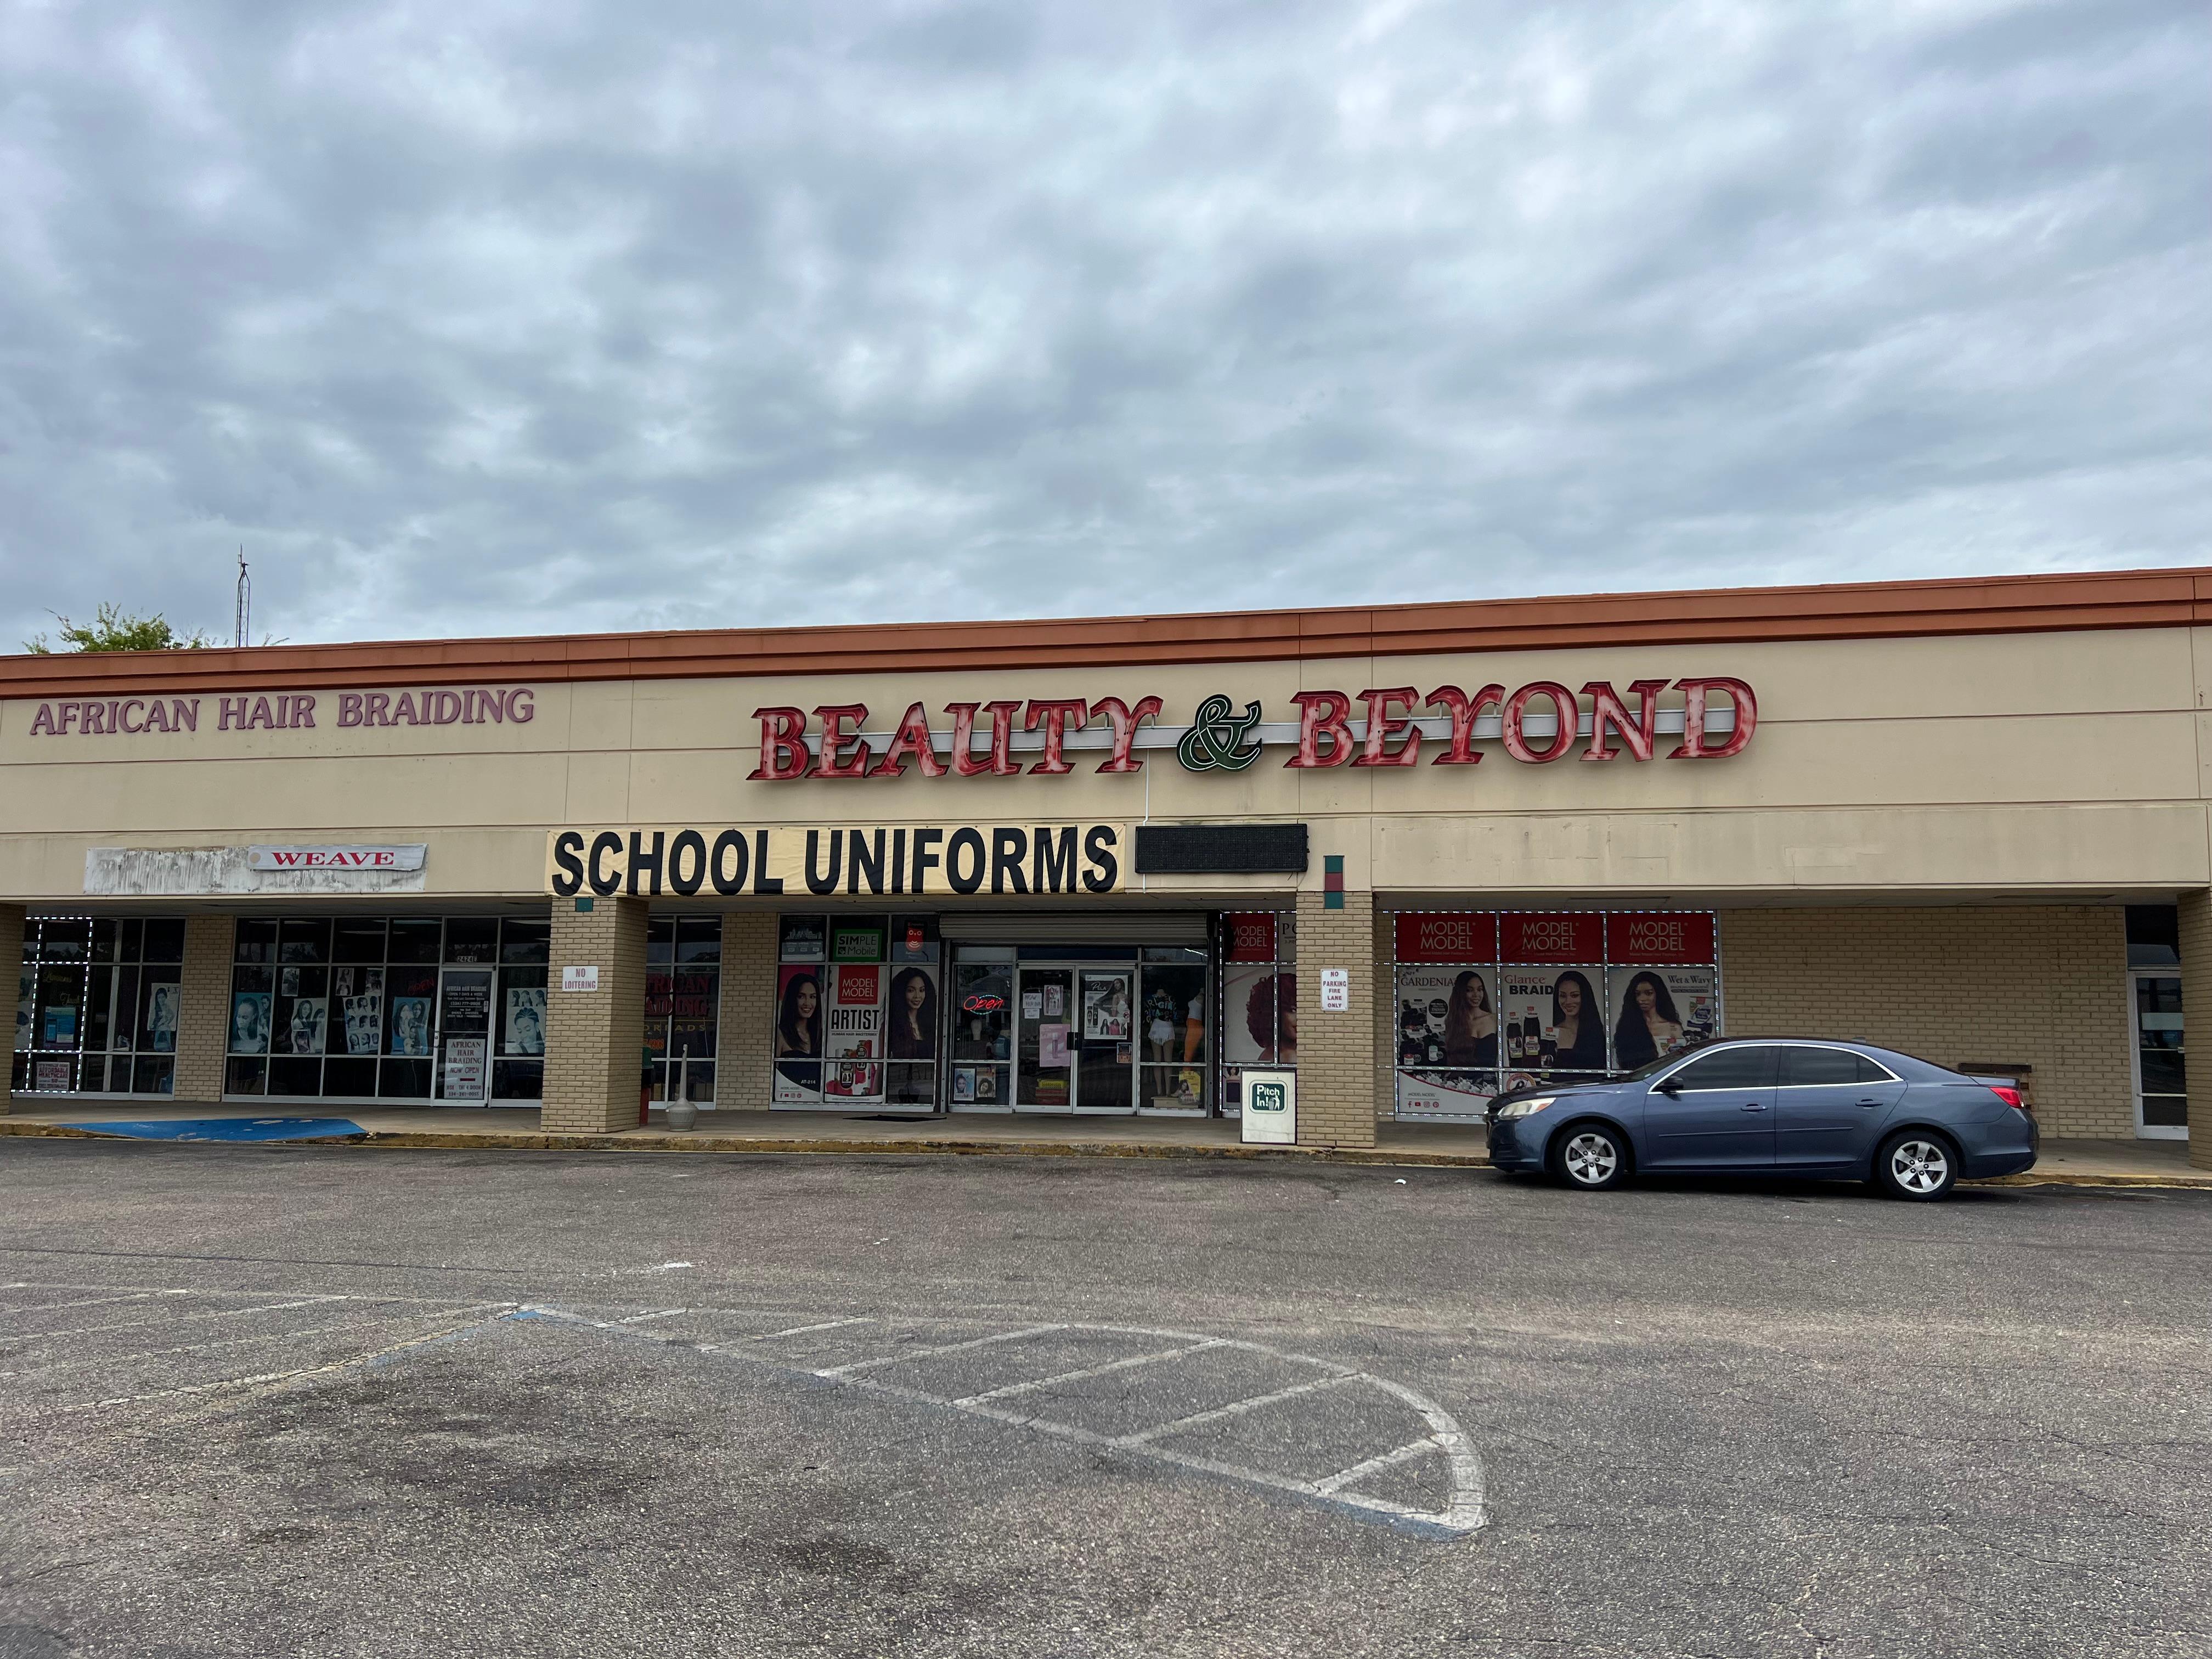 AFRICAN HAIR BRAIDING
BEAUTY & BEYOND
WEAVE
SCHOOL UNIFORMS
NO
LOITERING
SIMPLE
Mobile
MODEL
MODEL
ARTIST
Open
AFRICAN
HAIR
BRAIDING
NOW OPEN
MODEL
MODEL
Pitch
In!
NO
PARKING
FIRE
LANE
ONLY
MODEL
MODEL
MODEL
MODEL
MODEL
MODEL
GARDENIA
Glance
BRAID
Wet & Wavy